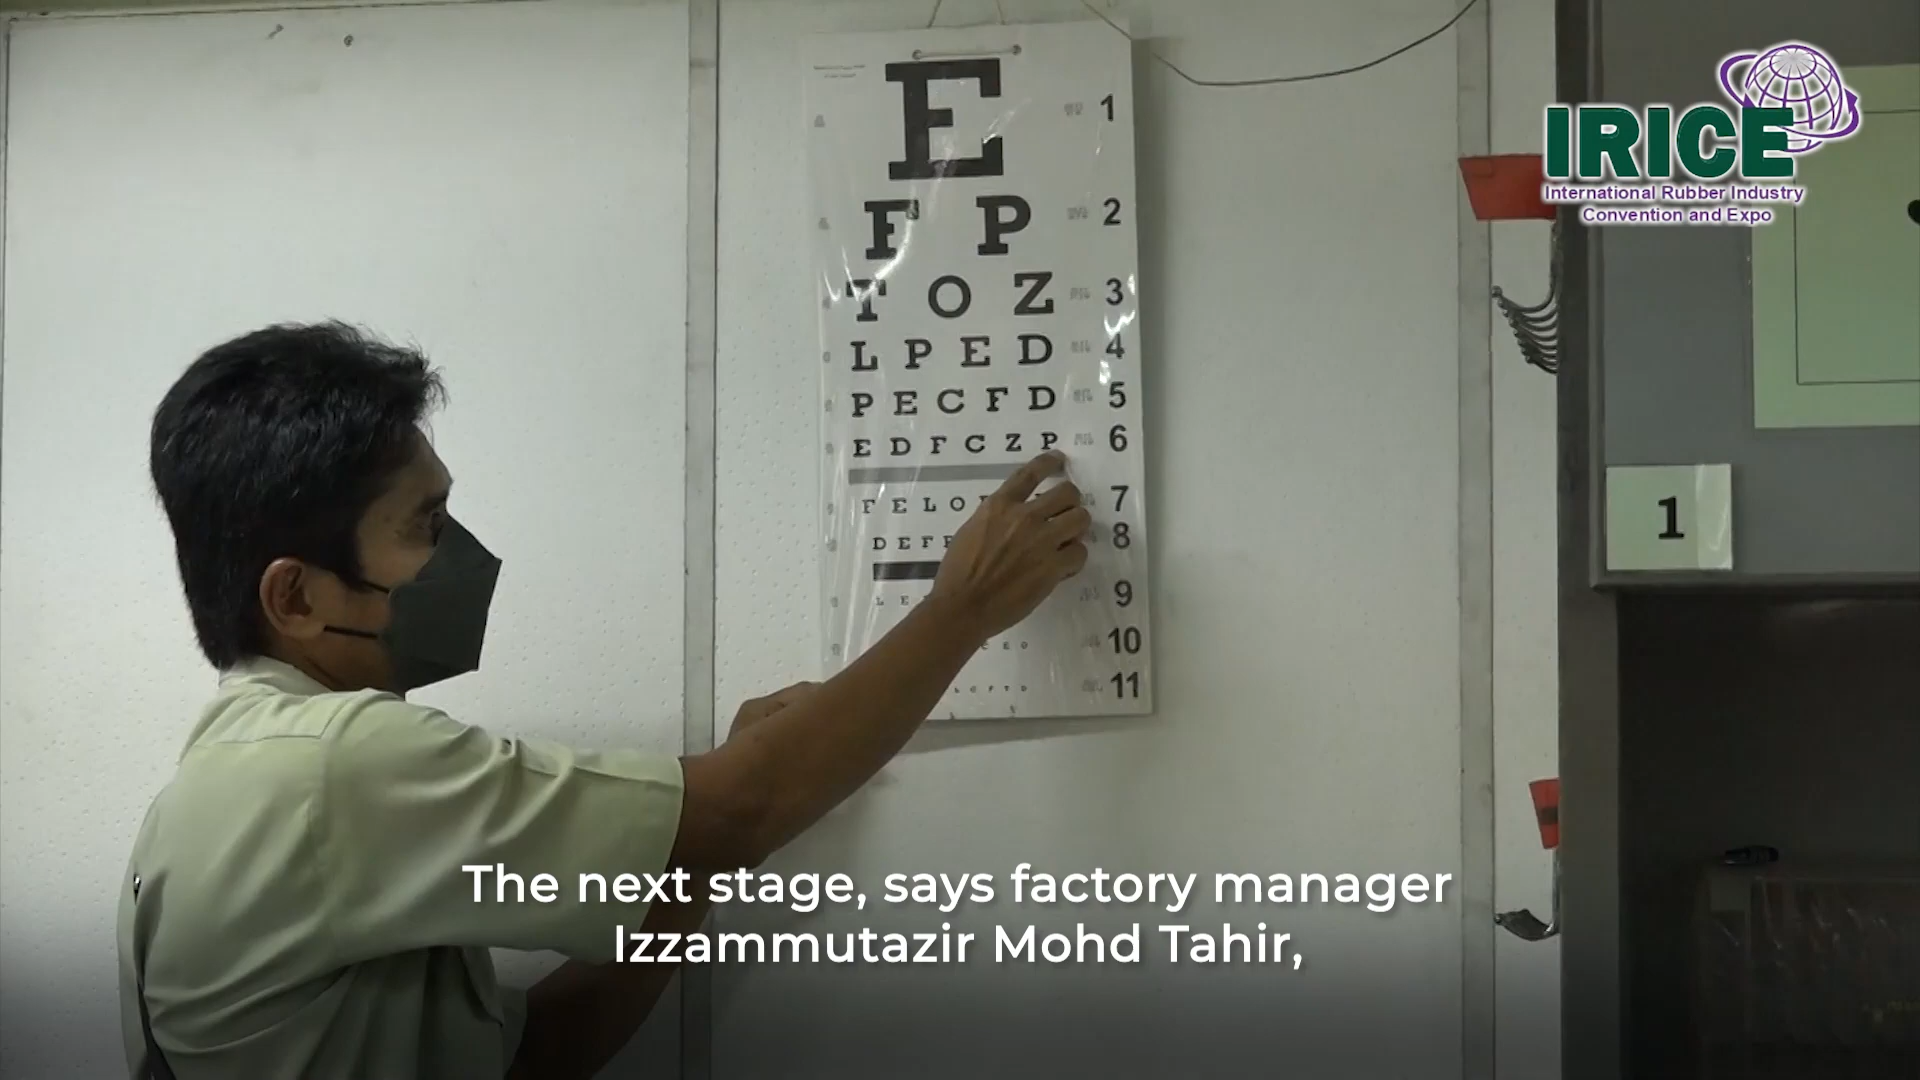 E 1
F P 2
T O Z 3
L P E D 4
P E C F D 5
E D F C Z P 6
F E L O 7
D E F 8
L E 9
10
11
IRICE
International Rubber Industry
Convention and Expo
1
The next stage, says factory manager
Izzammutazir Mohd Tahir,